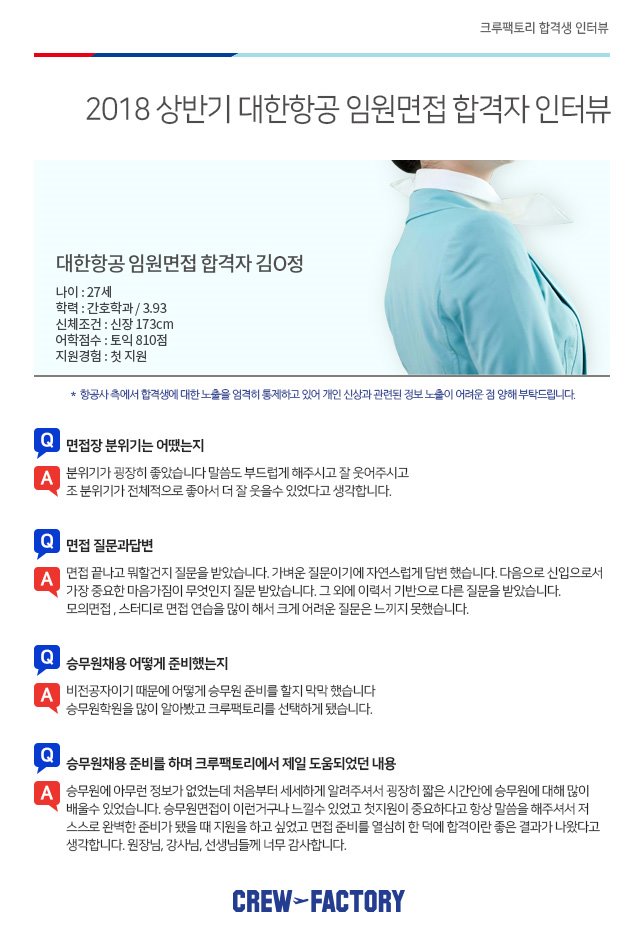 크루팩토리 합격생 인터뷰
2018 상반기 대한항공 임원면접 합격자 인터뷰
대한항공 임원면접 합격자 김O정
나이 : 27세
학력 : 간호학과 / 3.93
신체조건 : 신장 173cm
어학점수 : 토익 810점
지원경험 : 첫 지원
* 항공사 측에서 합격생에 대한 노출을 엄격히 통제하고 있어 개인 신상과 관련된 정보 노출이 어려운 점 양해 부탁드립니다.
Q 면접장 분위기는 어땠는지
A 분위기가 굉장히 좋았습니다 말씀도 부드럽게 해주시고 잘 웃어주시고
조 분위기가 전체적으로 좋아서 더 잘 웃을수 있었다고 생각합니다.
Q 면접 질문과답변
A 면접 끝나고 뭐할건지 질문을 받았습니다. 가벼운 질문이기에 자연스럽게 답변 했습니다. 다음으로 신입으로서
가장 중요한 마음가짐이 무엇인지 질문 받았습니다. 그 외에 이력서 기반으로 다른 질문을 받았습니다.
모의면접 , 스터디로 면접 연습을 많이 해서 크게 어려운 질문은 느끼지 못했습니다.
Q 승무원채용 어떻게 준비했는지
A 비전공자이기 때문에 어떻게 승무원 준비를 할지 막막 했습니다
승무원학원을 많이 알아봤고 크루팩토리를 선택하게 됐습니다.
Q 승무원채용 준비를 하며 크루팩토리에서 제일 도움되었던 내용
A 승무원에 아무런 정보가 없었는데 처음부터 세세하게 알려주셔서 굉장히 짧은 시간안에 승무원에 대해 많이
배울수 있었습니다. 승무원면접이 이런거구나 느낄수 있었고 첫지원이 중요하다고 항상 말씀을 해주셔서 저
스스로 완벽한 준비가 됐을 때 지원을 하고 싶었고 면접 준비를 열심히 한 덕에 합격이란 좋은 결과가 나왔다고
생각합니다. 원장님, 강사님, 선생님들께 너무 감사합니다.
CREW FACTORY